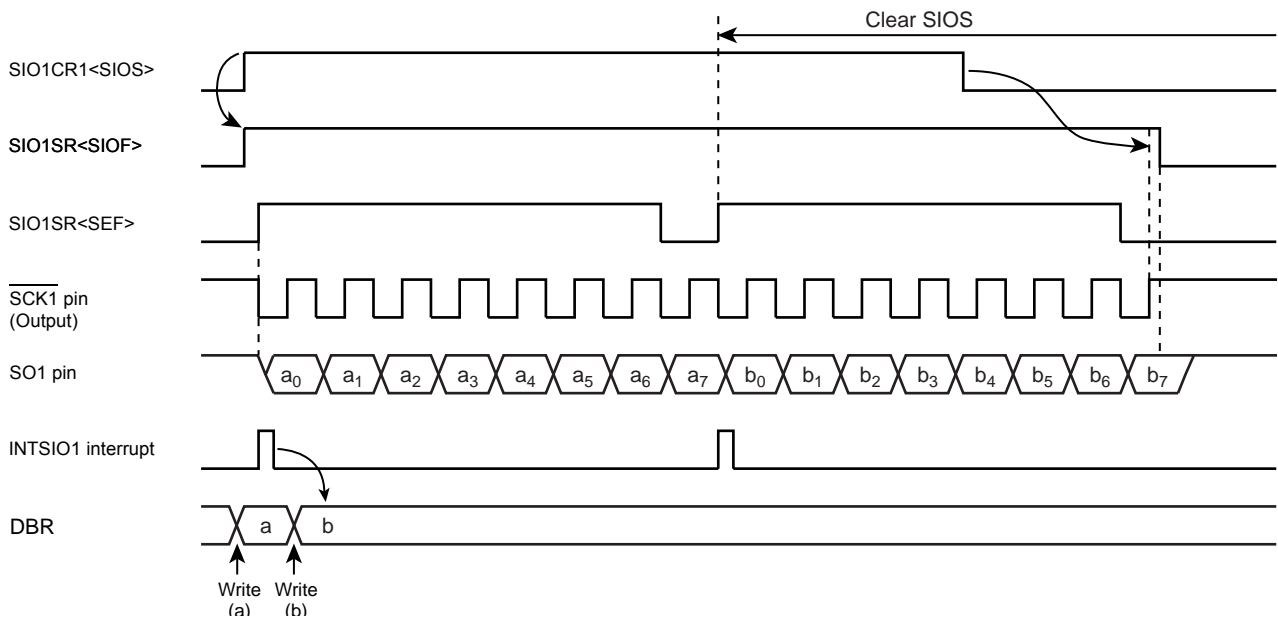 Clear SIOS
SIO1CR1<SIOS>
SIO1SR<SIOF>
SIO1SR<SEF>
SCK1 pin
(Output)
SO1 pin
a0 a1 a2 a3 a4 a5 a6 a7 b0 b1 b2 b3 b4 b5 b6 b7
INTSIO1 interrupt
DBR
a b
Write Write
(a) (b)